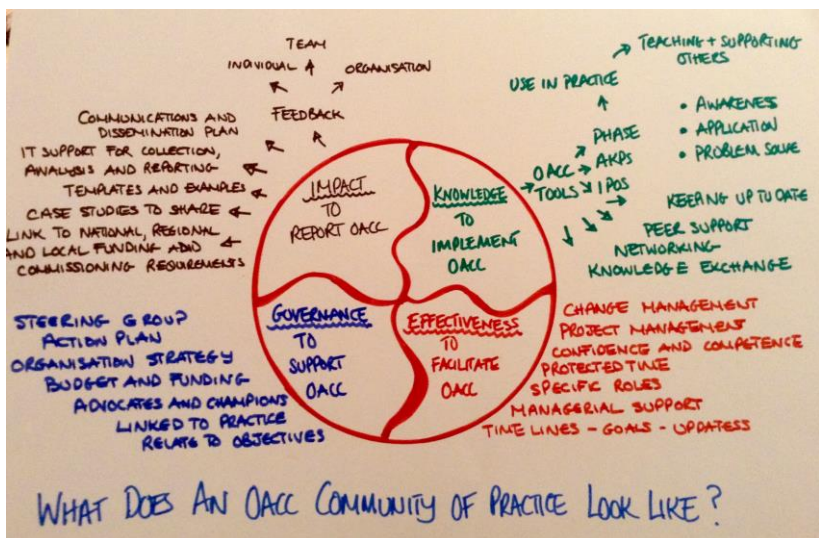 TEAM
INDIVIDUAL
ORGANISATION
FEEDBACK
COMMUNICATIONS AND
DISSEMINATION PLAN
IT SUPPORT FOR COLLECTION,
ANALYSIS AND REPORTING
TEMPLATES AND EXAMPLES
CASE STUDIES TO SHARE
LINK TO NATIONAL, REGIONAL
AND LOCAL FUNDING AND
COMMISSIONING REQUIREMENTS
IMPACT
TO
REPORT OACC
KNOWLEDGE
TO
IMPLEMENT
OACC
TEACHING + SUPPORTING
OTHERS
USE IN PRACTICE
• AWARENESS
• APPLICATION
• PROBLEM SOLVE
OACC
TOOLS
PHASE
AKPS
IPOS
KEEPING UP TO DATE
PEER SUPPORT
NETWORKING
KNOWLEDGE EXCHANGE
GOVERNANCE
TO
SUPPORT
OACC
STEERING GROUP
ACTION PLAN
ORGANISATION STRATEGY
BUDGET AND FUNDING
ADVOCATES AND CHAMPIONS
LINKED TO PRACTICE
RELATE TO OBJECTIVES
EFFECTIVENESS
TO
FACILITATE
OACC
CHANGE MANAGEMENT
PROJECT MANAGEMENT
CONFIDENCE AND COMPETENCE
PROTECTED TIME
SPECIFIC ROLES
MANAGERIAL SUPPORT
TIME LINES - GOALS - UPDATESS
WHAT DOES AN OACC COMMUNITY OF PRACTICE LOOK LIKE?